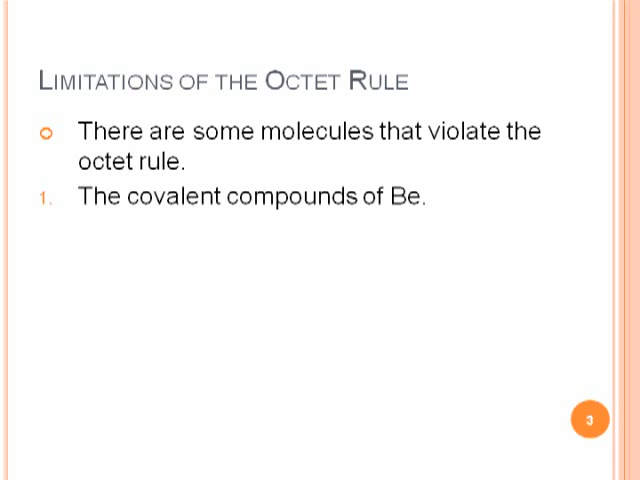 LIMITATIONS OF THE OCTET RULE
There are some molecules that violate the
octet rule.
1. The covalent compounds of Be.
3